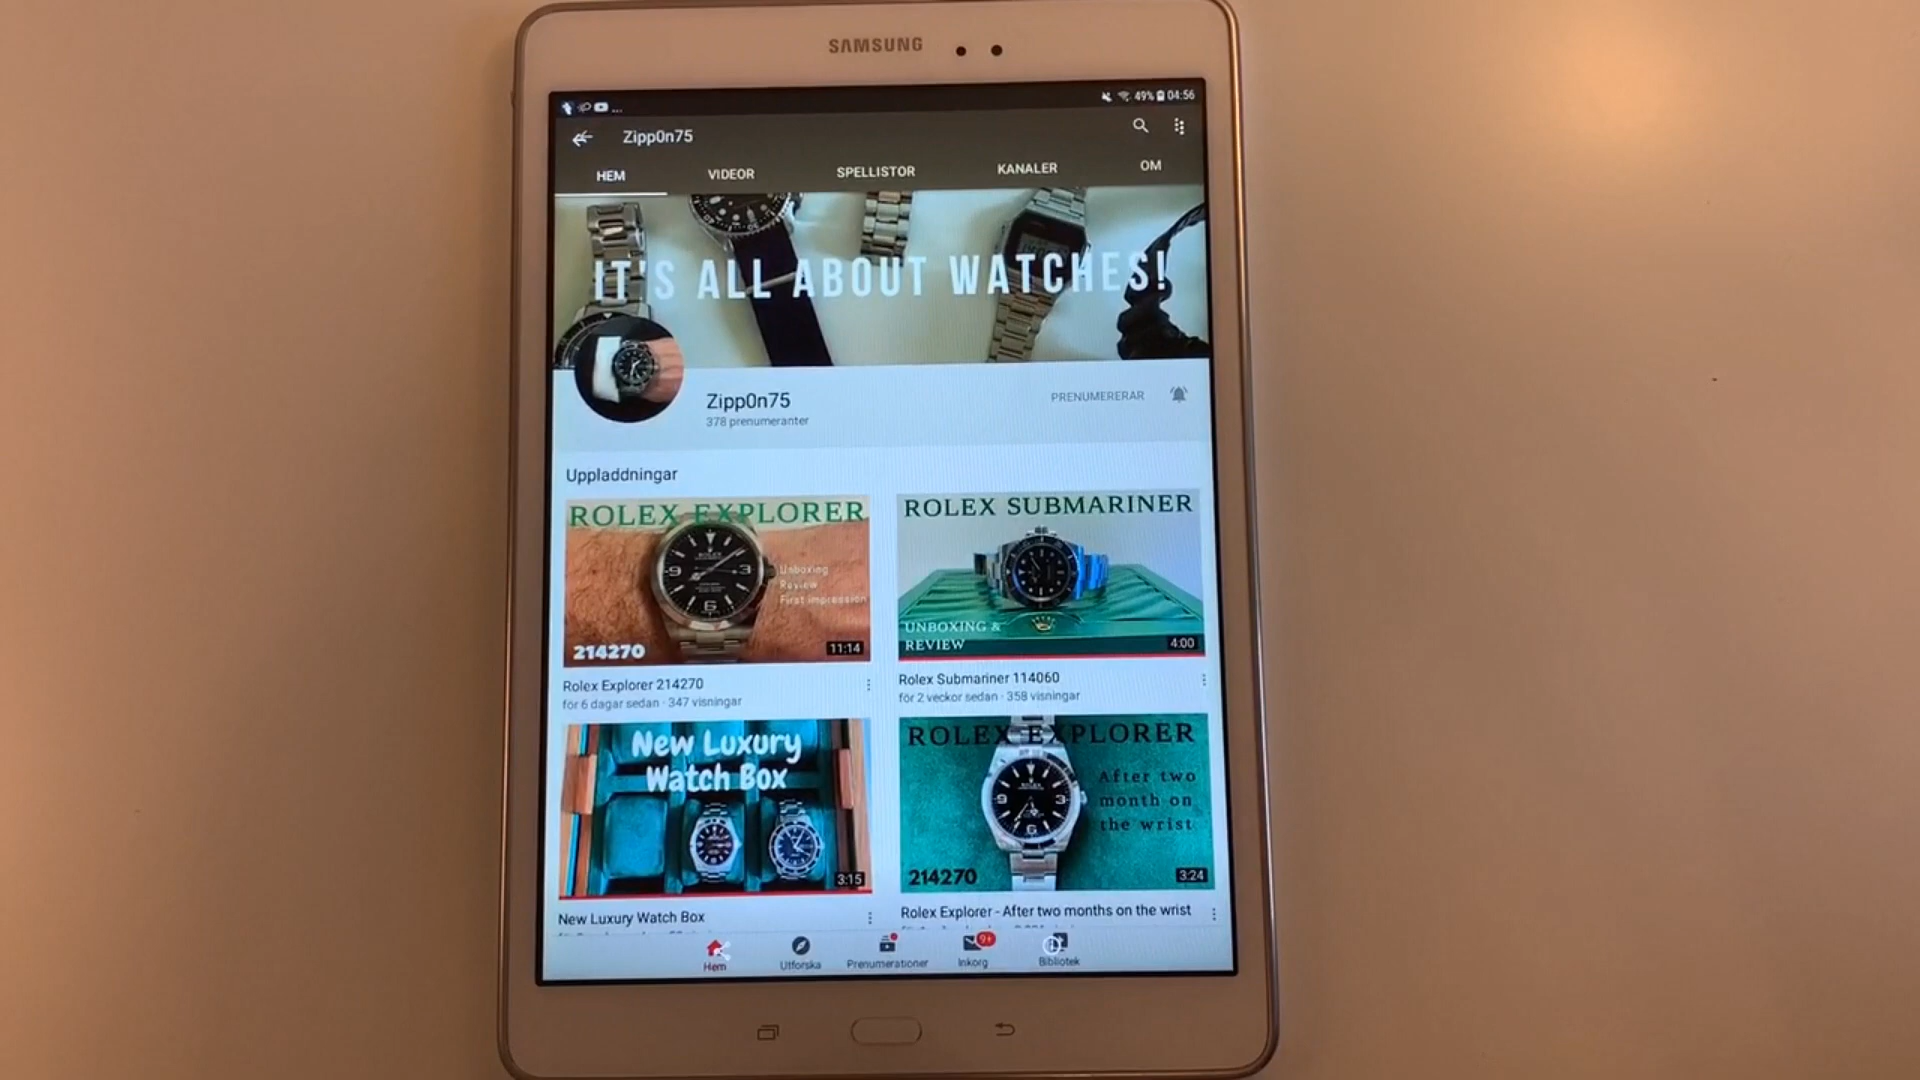 SAMSUNG
... 49% 04:56
Zipp0n75
HEM VIDEOR SPELLISTOR KANALER OM
IT'S ALL ABOUT WATCHES!
Zipp0n75
378 prenumeranter
PRENUMERERAR
Uppladdningar
ROLEX EXPLORER
Unboxing
Review
First impression
214270
11:14
Rolex Explorer 214270
för 6 dagar sedan · 347 visningar
ROLEX SUBMARINER
UNBOXING &
REVIEW
4:00
Rolex Submariner 114060
för 2 veckor sedan · 358 visningar
New Luxury
Watch Box
3:15
New Luxury Watch Box
ROLEX EXPLORER
After two
month on
the wrist
214270
3:24
Rolex Explorer - After two months on the wrist
9+
Hem Utforska Prenumerationer Inkorg Bibliotek